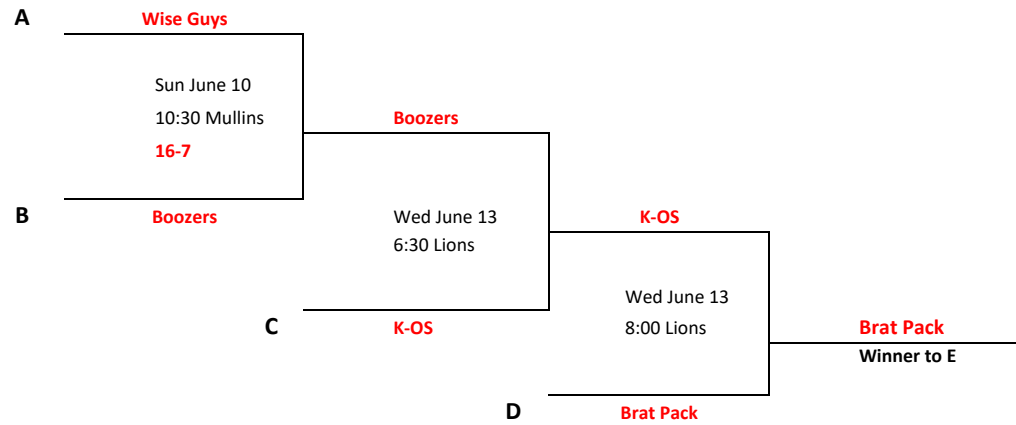 A
Wise Guys
Sun June 10
10:30 Mullins
16-7
B
Boozers
Boozers
Wed June 13
6:30 Lions
C
K-OS
K-OS
Wed June 13
8:00 Lions
D
Brat Pack
Brat Pack
Winner to E